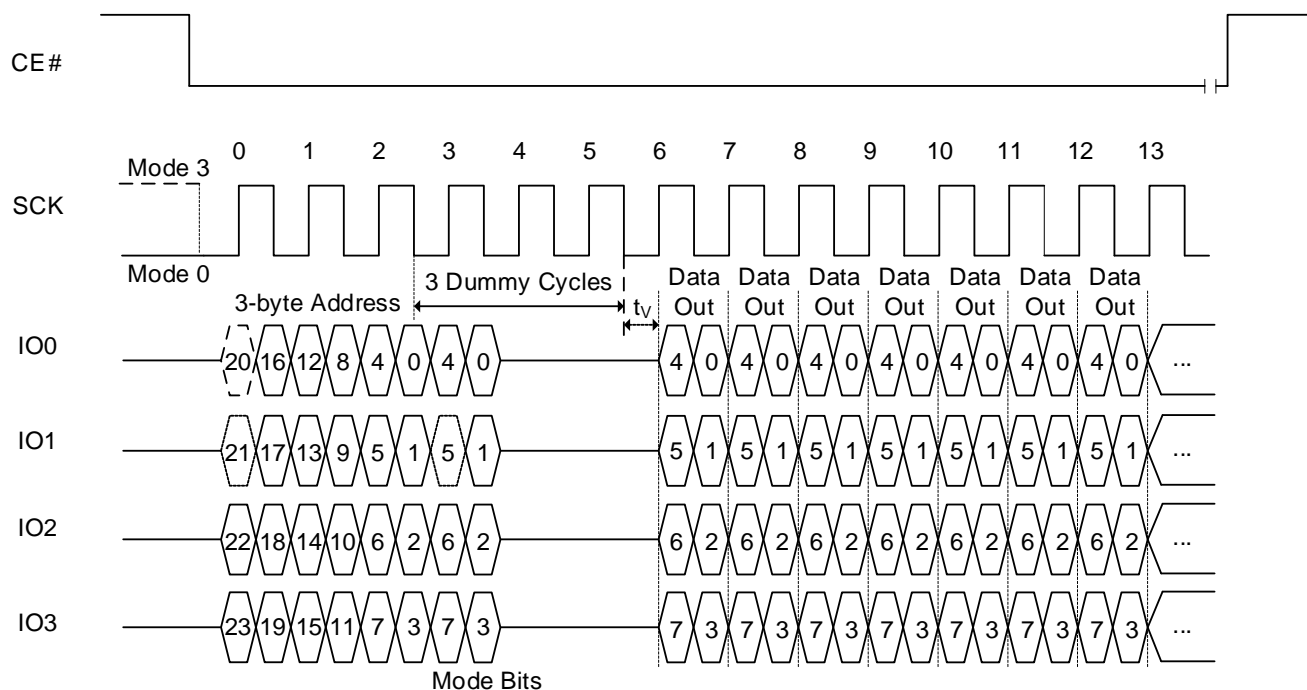 CE#
0 1 2 3 4 5 6 7 8 9 10 11 12 13
Mode 3
SCK
Mode 0
3-byte Address
3 Dummy Cycles
tV
Data Out Data Out Data Out Data Out Data Out Data Out Data Out
IO0 20 16 12 8 4 0 4 0 4 0 4 0 4 0 4 0 4 0 4 0 4 0 ...
IO1 21 17 13 9 5 1 5 1 5 1 5 1 5 1 5 1 5 1 5 1 5 1 ...
IO2 22 18 14 10 6 2 6 2 6 2 6 2 6 2 6 2 6 2 6 2 6 2 ...
IO3 23 19 15 11 7 3 7 3 7 3 7 3 7 3 7 3 7 3 7 3 7 3 ...
Mode Bits